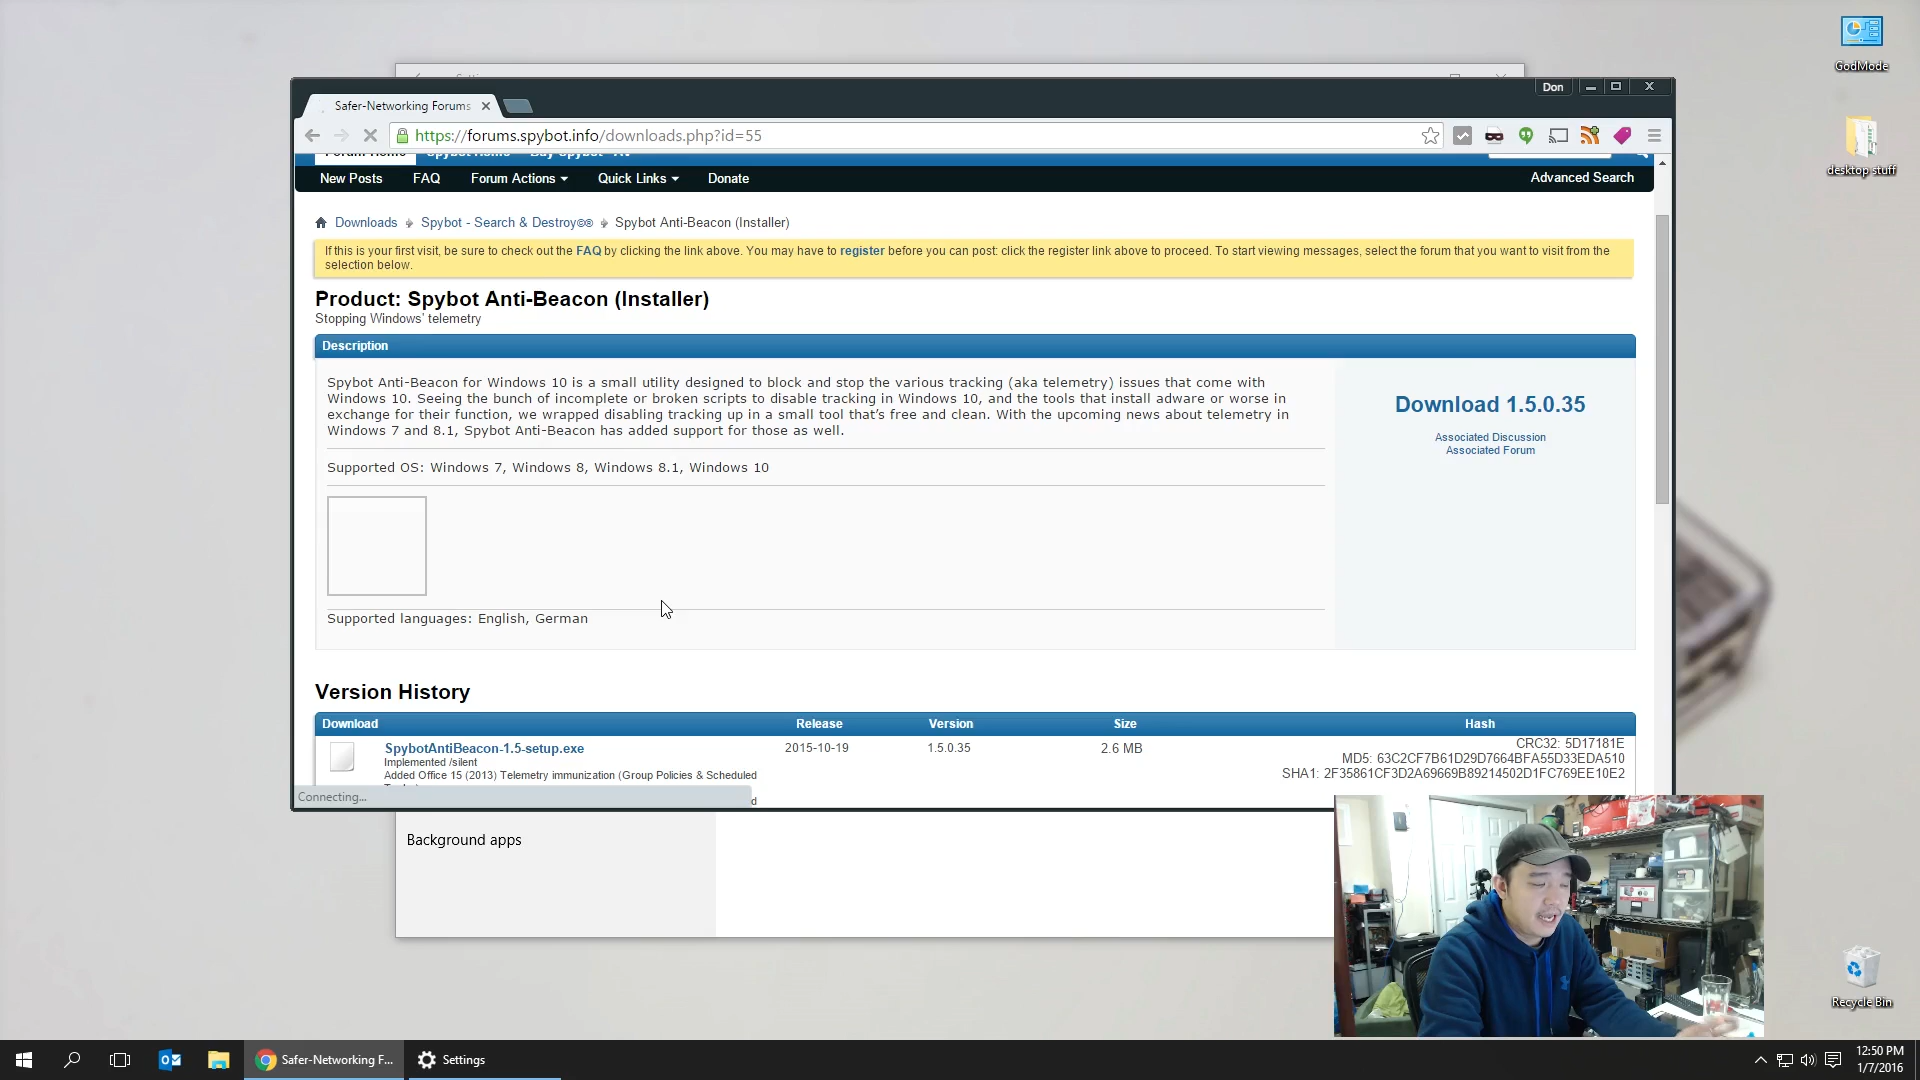 GodMode
Don
Safer-Networking Forums
https://forums.spybot.info/downloads.php?id=55
desktop stuff
New Posts FAQ Forum Actions Quick Links Donate Advanced Search
Downloads Spybot - Search & Destroy©® Spybot Anti-Beacon (Installer)
If this is your first visit, be sure to check out the FAQ by clicking the link above. You may have to register before you can post: click the register link above to proceed. To start viewing messages, select the forum that you want to visit from the
selection below.
Product: Spybot Anti-Beacon (Installer)
Stopping Windows' telemetry
Description
Spybot Anti-Beacon for Windows 10 is a small utility designed to block and stop the various tracking (aka telemetry) issues that come with
Windows 10. Seeing the bunch of incomplete or broken scripts to disable tracking in Windows 10, and the tools that install adware or worse in
exchange for their function, we wrapped disabling tracking up in a small tool that's free and clean. With the upcoming news about telemetry in
Windows 7 and 8.1, Spybot Anti-Beacon has added support for those as well.
Download 1.5.0.35
Associated Discussion
Associated Forum
Supported OS: Windows 7, Windows 8, Windows 8.1, Windows 10
Supported languages: English, German
Version History
Download Release Version Size Hash
SpybotAntiBeacon-1.5-setup.exe 2015-10-19 1.5.0.35 2.6 MB
CRC32: 5D17181E
Implemented /silent
MD5: 63C2CF7B61D29D7664BFA55D33EDA510
Added Office 15 (2013) Telemetry immunization (Group Policies & Scheduled
SHA1: 2F35861CF3D2A69669B89214502D1FC769EE10E2
Connecting...
Background apps
Recycle Bin
Safer-Networking F... Settings
12:50 PM
1/7/2016